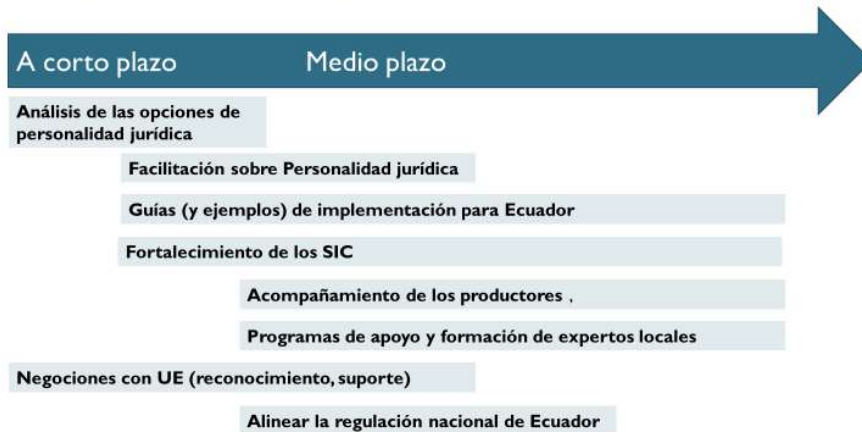 A corto plazo Medio plazo
Análisis de las opciones de
personalidad jurídica
Facilitación sobre Personalidad jurídica
Guías (y ejemplos) de implementación para Ecuador
Fortalecimiento de los SIC
Acompañamiento de los productores .
Programas de apoyo y formación de expertos locales
Negociones con UE (reconocimiento, suporte)
Alinear la regulación nacional de Ecuador